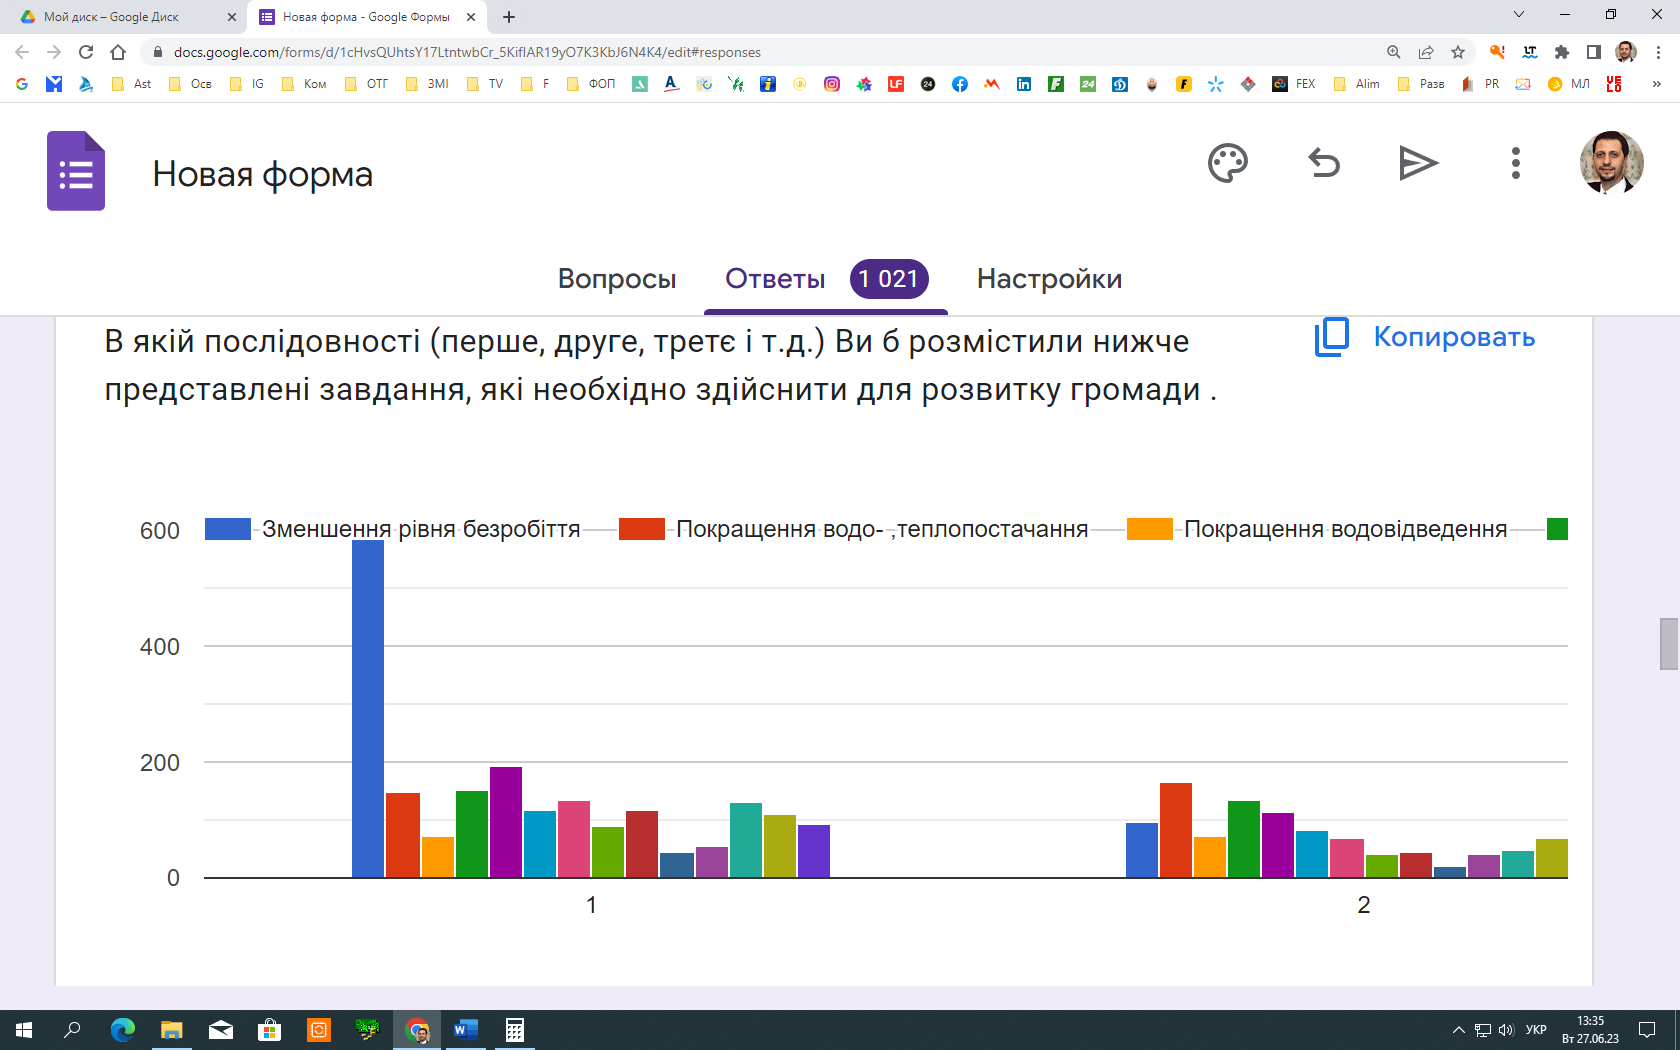 Мой диск – Google Диск
Новая форма - Google Формы
docs.google.com/forms/d/1cHvsQUhtsY17LtntwbCr_5KifIAR19yO7K3KbJ6N4K4/edit#responses
Ast Осв IG Ком ОТГ ЗМІ TV F ФОП FEX Alim Разв PR МЛ
Новая форма
Вопросы Ответы 1 021 Настройки
В якій послідовності (перше, друге, третє і т.д.) Ви б розмістили нижче
представлені завдання, які необхідно здійснити для розвитку громади .
Копировать
Зменшення рівня безробіття Покращення водо- ,теплопостачання Покращення водовідведення
600
400
200
0
1 2
УКР
13:35
Вт 27.06.23